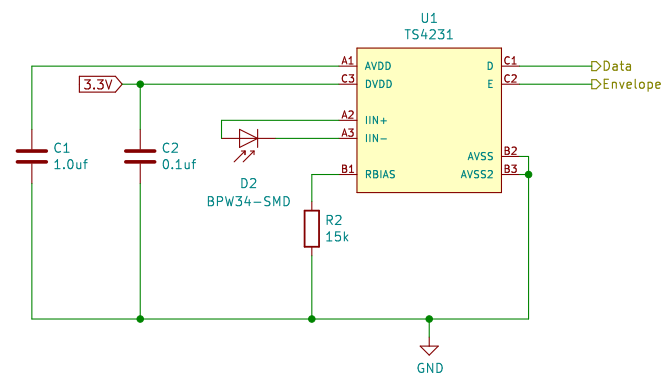 U1
TS4231
A1 AVDD D C1 Data
3.3V C3 DVDD E C2 Envelope
A2 IIN+
A3 IIN-
C1
1.0uf
C2
0.1uf
AVSS B2
B1 RBIAS AVSS2 B3
D2
BPW34-SMD
R2
15k
GND